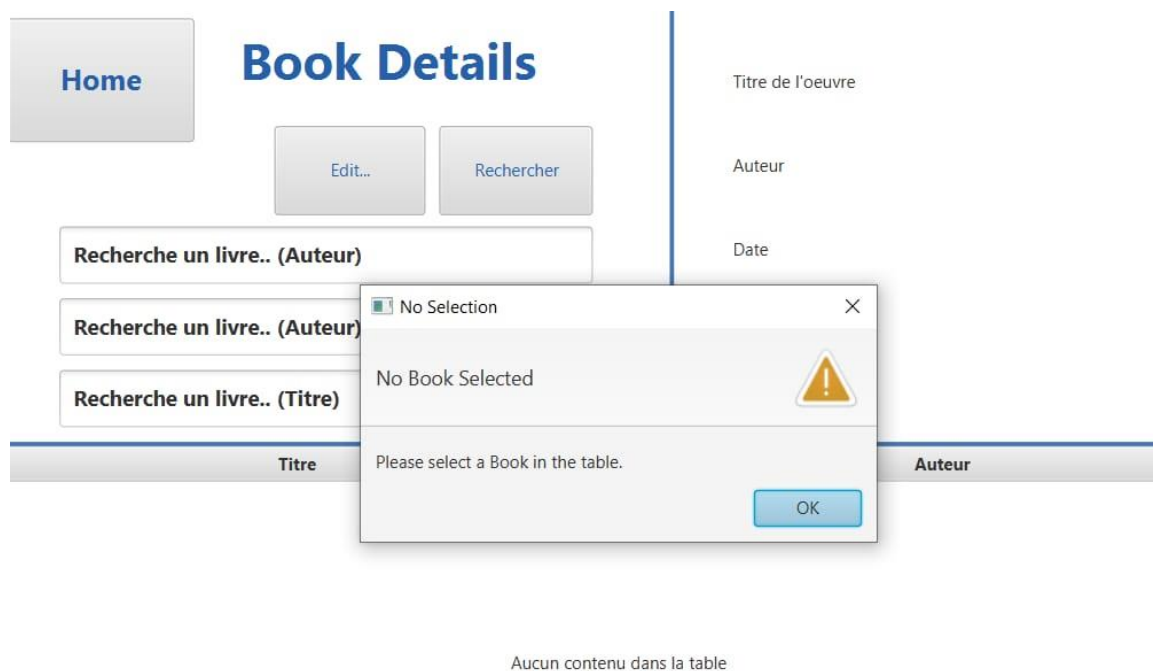 Home
Book Details
Edit...
Rechercher
Recherche un livre.. (Auteur)
Recherche un livre.. (Auteur)
Recherche un livre.. (Titre)
Titre de l'oeuvre
Auteur
Date
No Selection
No Book Selected
Please select a Book in the table.
OK
Titre
Auteur
Aucun contenu dans la table